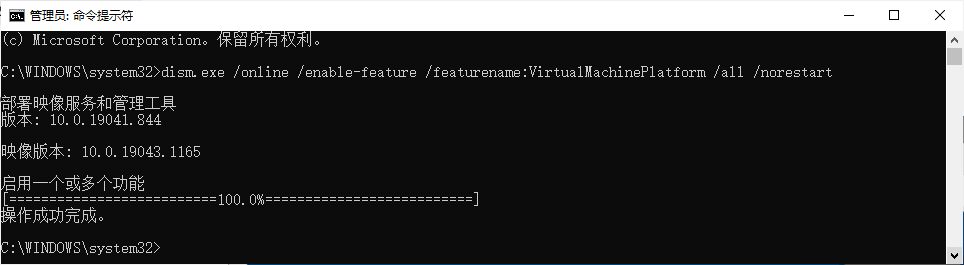 管理员: 命令提示符
(c) Microsoft Corporation。保留所有权利。
C:\WINDOWS\system32>dism.exe /online /enable-feature /featurename:VirtualMachinePlatform /all /norestart
部署映像服务和管理工具
版本: 10.0.19041.844
映像版本: 10.0.19043.1165
启用一个或多个功能
[==========================100.0%==========================]
操作成功完成。
C:\WINDOWS\system32>